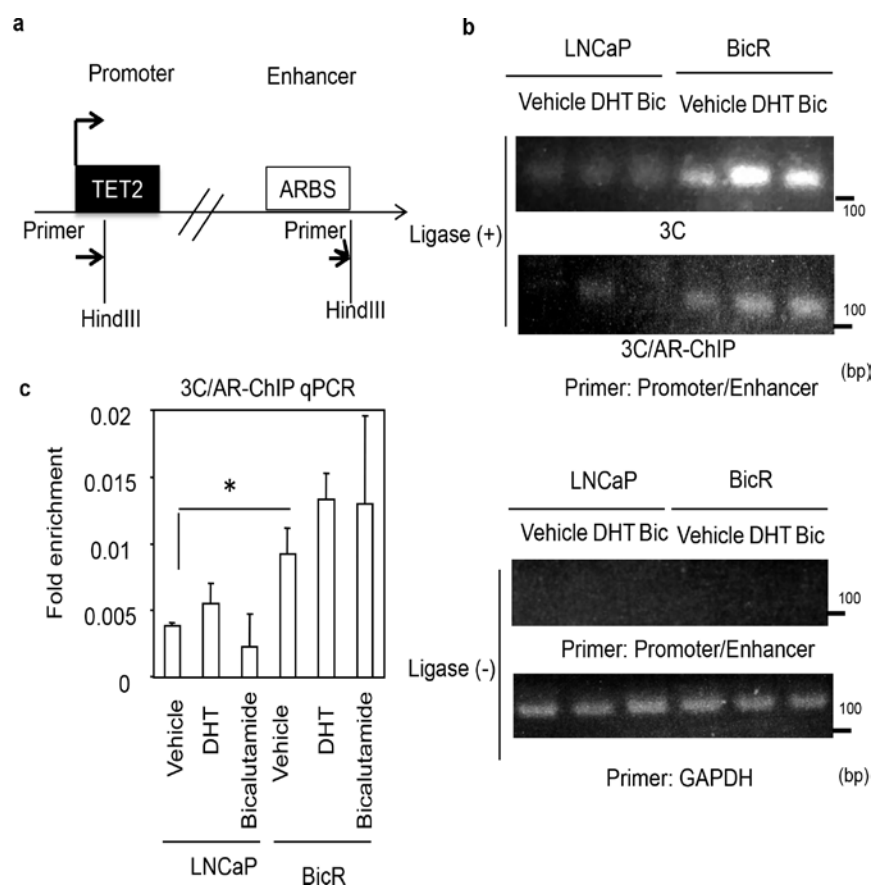 a
Promoter
Enhancer
TET2
ARBS
Primer
Primer
HindIII
HindIII
b
LNCaP
BicR
Vehicle DHT Bic
Vehicle DHT Bic
Ligase (+)
100
3C
100
3C/AR-ChIP
(bp)
Primer: Promoter/Enhancer
LNCaP
BicR
Vehicle DHT Bic
Vehicle DHT Bic
Ligase (-)
100
Primer: Promoter/Enhancer
100
Primer: GAPDH
(bp)
c
3C/AR-ChIP qPCR
Fold enrichment
0.02
0.015
0.01
0.005
0
*
Vehicle
DHT
Bicalutamide
Vehicle
DHT
Bicalutamide
LNCaP
BicR